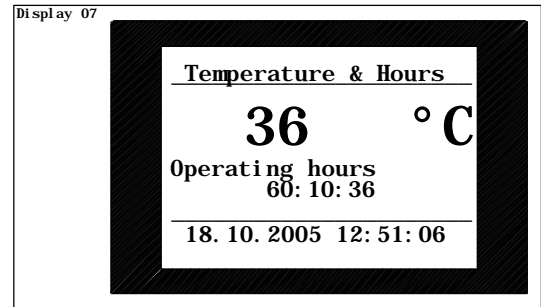 Display 07
Temperature & Hours
36 °C
Operating hours
60:10:36
18.10.2005 12:51:06